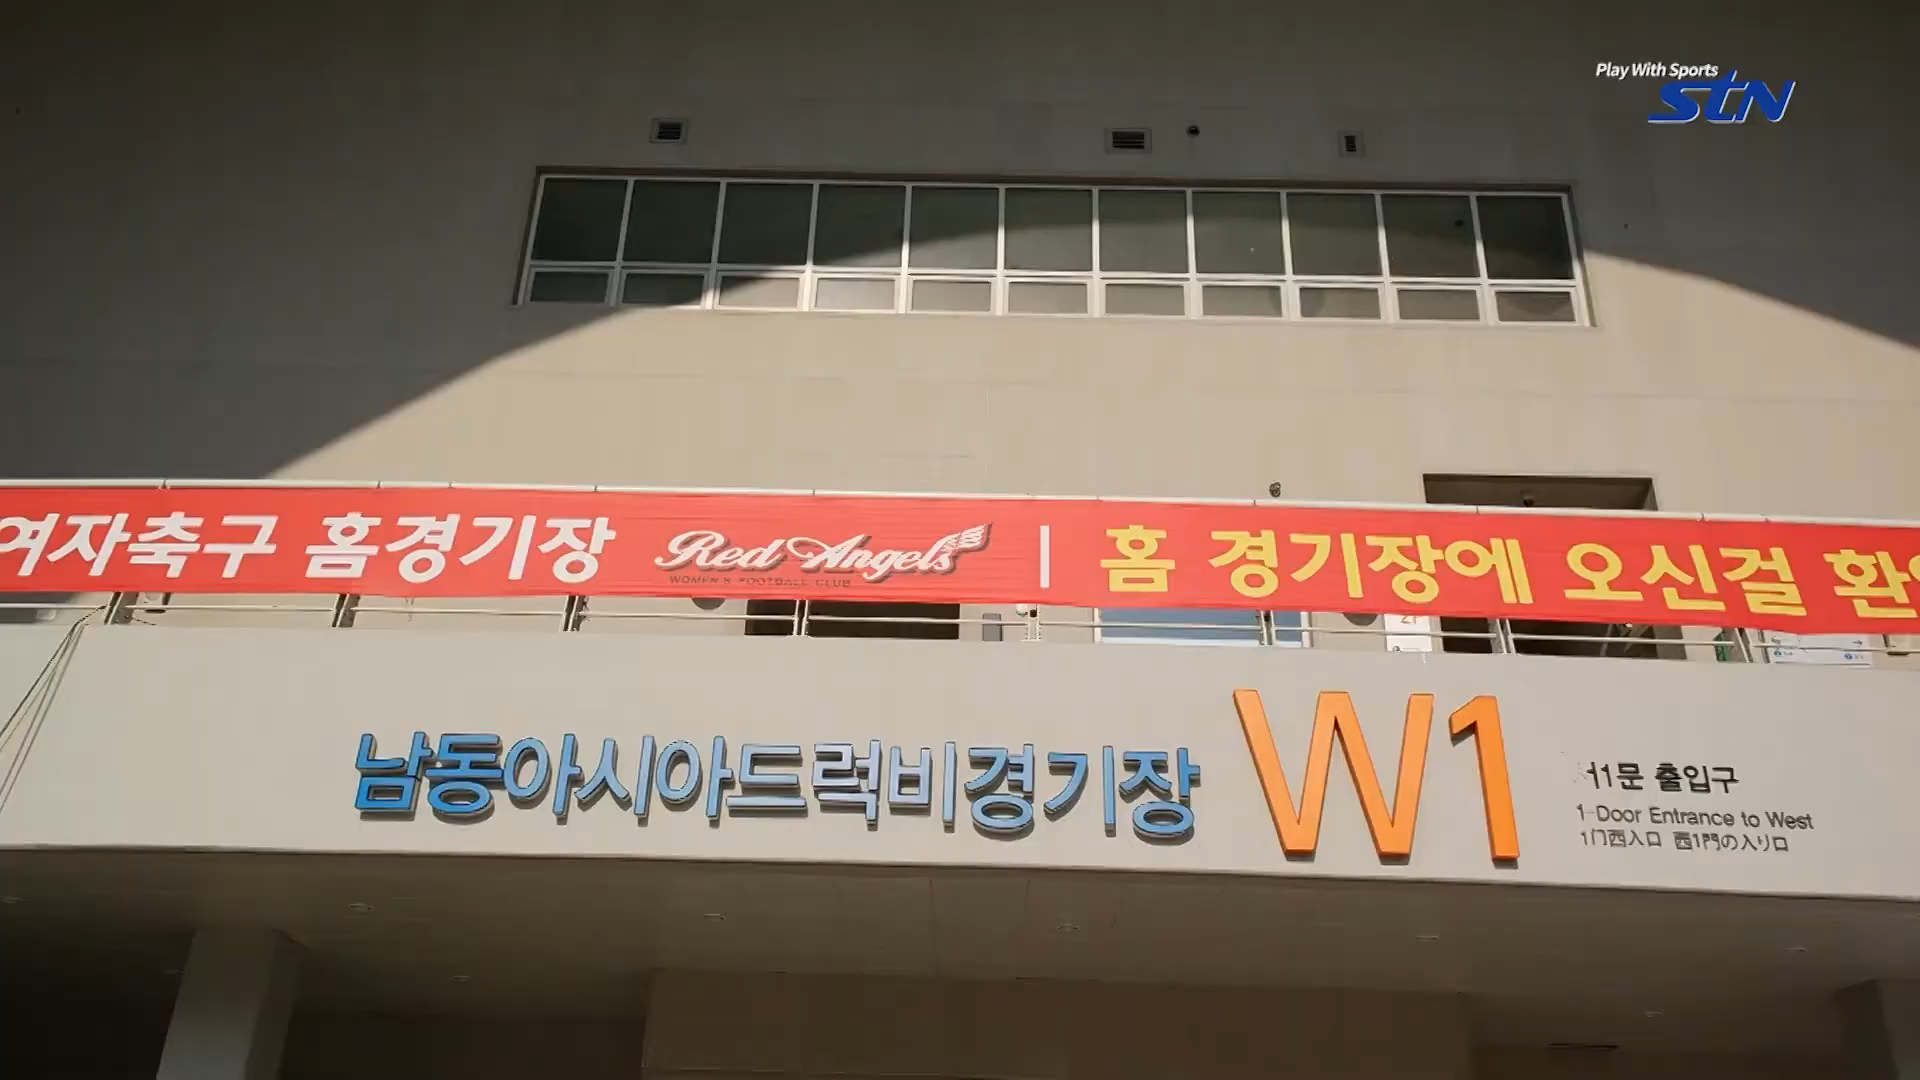 Play With Sports
stn
여자축구 홈경기장 Red Angels | 홈 경기장에 오신걸
WOMEN'S FOOTBALL CLUB
남동아시아드럭비경기장 W1
1문 출입구
1-Door Entrance to West
1门西入口 西1門の入り口